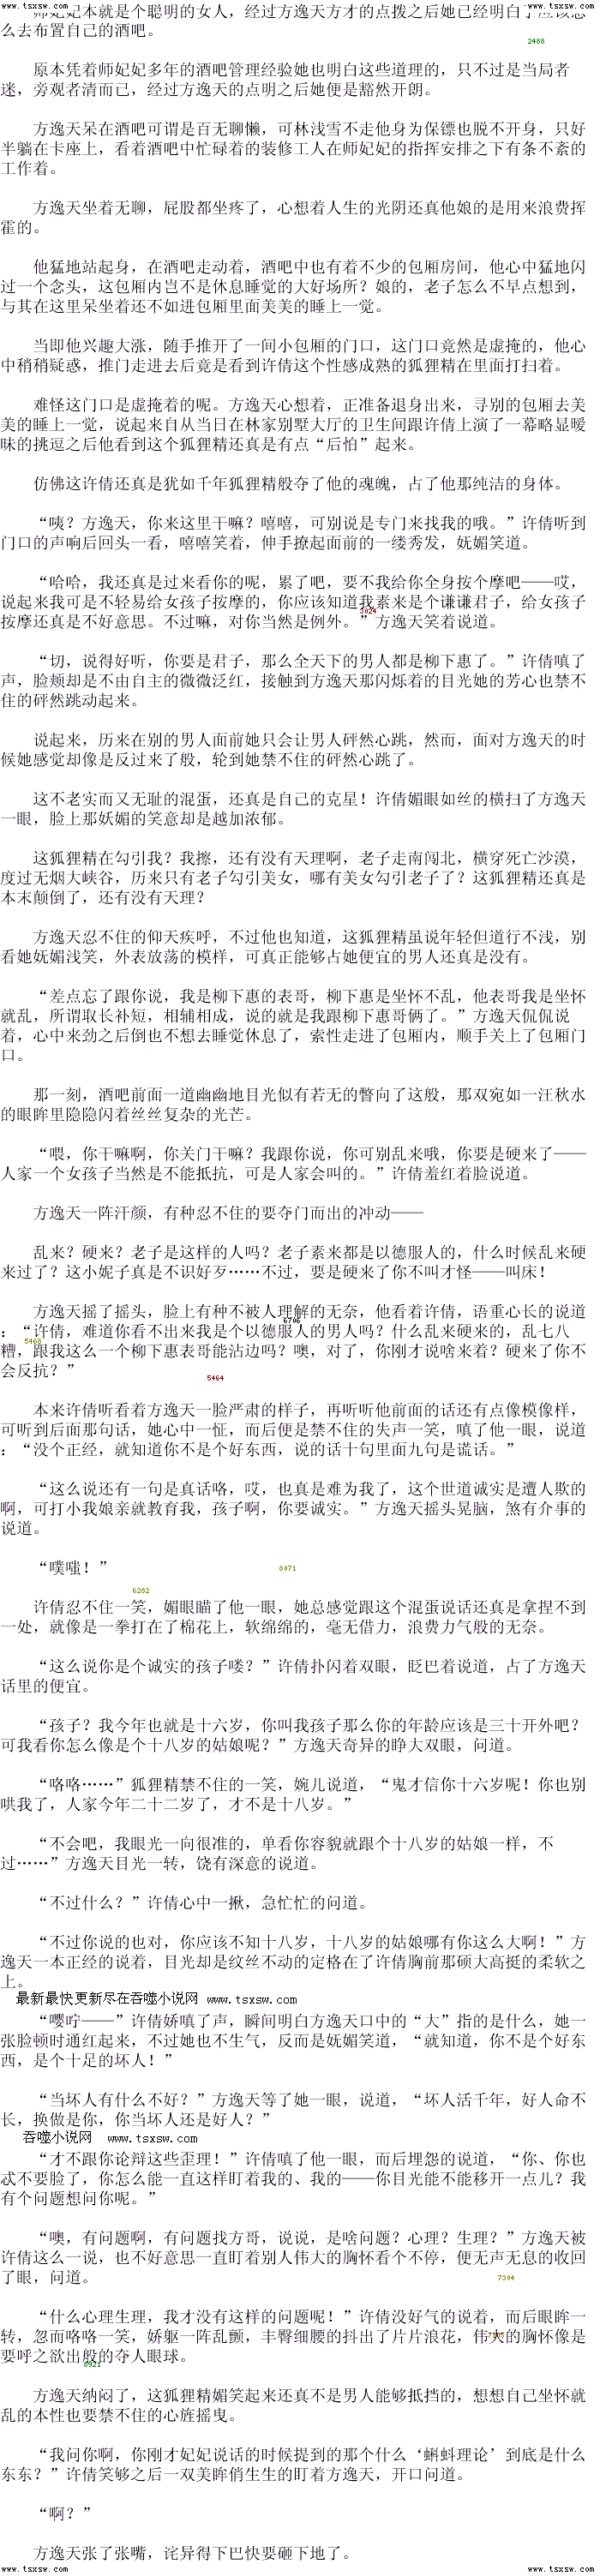 www.tsxsw.com www.tsxsw.com
师妃妃本就是个聪明的女人，经过方逸天方才的点拨之后她已经明白了应该怎
么去布置自己的酒吧。
2488
原本凭着师妃妃多年的酒吧管理经验她也明白这些道理的，只不过是当局者
迷，旁观者清而已，经过方逸天的点明之后她便是豁然开朗。
方逸天呆在酒吧可谓是百无聊懒，可林浅雪不走他身为保镖也脱不开身，只好
半躺在卡座上，看着酒吧中忙碌着的装修工人在师妃妃的指挥安排之下有条不紊的
工作着。
方逸天坐着无聊，屁股都坐疼了，心想着人生的光阴还真他娘的是用来浪费挥
霍的。
他猛地站起身，在酒吧走动着，酒吧中也有着不少的包厢房间，他心中猛地闪
过一个念头，这包厢内岂不是休息睡觉的大好场所？娘的，老子怎么不早点想到，
与其在这里呆坐着还不如进包厢里面美美的睡上一觉。
当即他兴趣大涨，随手推开了一间小包厢的门口，这门口竟然是虚掩的，他心
中稍稍疑惑，推门走进去后竟是看到许倩这个性感成熟的狐狸精在里面打扫着。
难怪这门口是虚掩着的呢。方逸天心想着，正准备退身出来，寻别的包厢去美
美的睡上一觉，说起来自从当日在林家别墅大厅的卫生间跟许倩上演了一幕略显暧
昧的挑逗之后他看到这个狐狸精还真是有点“后怕”起来。
仿佛这许倩还真是犹如千年狐狸精般夺了他的魂魄，占了他那纯洁的身体。
“咦？方逸天，你来这里干嘛？嘻嘻，可别说是专门来找我的哦。”许倩听到
门口的声响后回头一看，嘻嘻笑着，伸手撩起面前的一缕秀发，妩媚笑道。
“哈哈，我还真是过来看你的呢，累了吧，要不我给你全身按个摩吧——哎，
说起来我可是不轻易给女孩子按摩的，你应该知道我素来是个谦谦君子，给女孩子
按摩还真是不好意思。不过嘛，对你当然是例外。”方逸天笑着说道。
3024
“切，说得好听，你要是君子，那么全天下的男人都是柳下惠了。”许倩嗔了
声，脸颊却是不由自主的微微泛红，接触到方逸天那闪烁着的目光她的芳心也禁不
住的砰然跳动起来。
说起来，历来在别的男人面前她只会让男人砰然心跳，然而，面对方逸天的时
候她感觉却像是反过来了般，轮到她禁不住的砰然心跳了。
这不老实而又无耻的混蛋，还真是自己的克星！许倩媚眼如丝的横扫了方逸天
一眼，脸上那妖媚的笑意却是越加浓郁。
这狐狸精在勾引我？我擦，还有没有天理啊，老子走南闯北，横穿死亡沙漠，
度过无烟大峡谷，历来只有老子勾引美女，哪有美女勾引老子了？这狐狸精还真是
本末颠倒了，还有没有天理？
方逸天忍不住的仰天疾呼，不过他也知道，这狐狸精虽说年轻但道行不浅，别
看她妩媚浅笑，外表放荡的模样，可真正能够占她便宜的男人还真是没有。
“差点忘了跟你说，我是柳下惠的表哥，柳下惠是坐怀不乱，他表哥我是坐怀
就乱，所谓取长补短，相辅相成，说的就是我跟柳下惠哥俩了。”方逸天侃侃说
着，心中来劲之后倒也不想去睡觉休息了，索性走进了包厢内，顺手关上了包厢门
口。
那一刻，酒吧前面一道幽幽地目光似有若无的瞥向了这般，那双宛如一汪秋水
的眼眸里隐隐闪着丝丝复杂的光芒。
“喂，你干嘛啊，你关门干嘛？我跟你说，你可别乱来哦，你要是硬来了——
人家一个女孩子当然是不能抵抗，可是人家会叫的。”许倩羞红着脸说道。
方逸天一阵汗颜，有种忍不住的要夺门而出的冲动——
乱来？硬来？老子是这样的人吗？老子素来都是以德服人的，什么时候乱来硬
来过了？这小妮子真是不识好歹……不过，要是硬来了你不叫才怪——叫床！
方逸天摇了摇头，脸上有种不被人理解的无奈，他看着许倩，语重心长的说道
6706
：“许倩，难道你看不出来我是个以德服人的男人吗？什么乱来硬来的，乱七八
5468
糟，跟我这么一个柳下惠表哥能沾边吗？噢，对了，你刚才说啥来着？硬来了你不
会反抗？”
5464
本来许倩听看着方逸天一脸严肃的样子，再听听他前面的话还有点像模像样，
可听到后面那句话，她心中一怔，而后便是禁不住的失声一笑，嗔了他一眼，说道
：“没个正经，就知道你不是个好东西，说的话十句里面九句是谎话。”
“这么说还有一句是真话咯，哎，也真是难为我了，这个世道诚实是遭人欺的
啊，可打小我娘亲就教育我，孩子啊，你要诚实。”方逸天摇头晃脑，煞有介事的
说道。
“噗嗤！”
8071
6282
许倩忍不住一笑，媚眼瞄了他一眼，她总感觉跟这个混蛋说话还真是拿捏不到
一处，就像是一拳打在了棉花上，软绵绵的，毫无借力，浪费力气般的无奈。
“这么说你是个诚实的孩子喽？”许倩扑闪着双眼，眨巴着说道，占了方逸天
话里的便宜。
“孩子？我今年也就是十六岁，你叫我孩子那么你的年龄应该是三十开外吧？
可我看你怎么像是个十八岁的姑娘呢？”方逸天奇异的睁大双眼，问道。
“咯咯……”狐狸精禁不住的一笑，婉儿说道，“鬼才信你十六岁呢！你也别
哄我了，人家今年二十二岁了，才不是十八岁。”
“不会吧，我眼光一向很准的，单看你容貌就跟个十八岁的姑娘一样，不
过……”方逸天目光一转，饶有深意的说道。
“不过什么？”许倩心中一揪，急忙忙的问道。
“不过你说的也对，你应该不知十八岁，十八岁的姑娘哪有你这么大啊！”方
逸天一本正经的说着，目光却是纹丝不动的定格在了许倩胸前那硕大高挺的柔软之
上。
最新最快更新尽在吞噬小说网 www.tsxsw.com
“嘤咛——”许倩娇嗔了声，瞬间明白方逸天口中的“大”指的是什么，她一
张脸顿时通红起来，不过她也不生气，反而是妩媚笑道，“就知道，你不是个好东
西，是个十足的坏人！”
“当坏人有什么不好？”方逸天等了她一眼，说道，“坏人活千年，好人命不
长，换做是你，你当坏人还是好人？”
吞噬小说网 www.tsxsw.com
“才不跟你论辩这些歪理！”许倩嗔了他一眼，而后埋怨的说道，“你、你也
忒不要脸了，你怎么能一直这样盯着我的、我的——你目光能不能移开一点儿？我
有个问题想问你呢。”
“噢，有问题啊，有问题找方哥，说说，是啥问题？心理？生理？”方逸天被
许倩这么一说，也不好意思一直盯着别人伟大的胸怀看个不停，便无声无息的收回
了眼，问道。
7304
“什么心理生理，我才没有这样的问题呢！”许倩没好气的说着，而后眼眸一
转，忽而咯咯一笑，娇躯一阵乱颤，丰臀细腰的抖出了片片浪花，伟大的胸怀像是
要呼之欲出般的夺人眼球。
8921
方逸天纳闷了，这狐狸精媚笑起来还真不是男人能够抵挡的，想想自己坐怀就
乱的本性也要禁不住的心旌摇曳。
“我问你啊，你刚才妃妃说话的时候提到的那个什么‘蝌蚪理论’到底是什么
东东？”许倩笑够之后一双美眸俏生生的盯着方逸天，开口问道。
“啊？”
方逸天张了张嘴，诧异得下巴快要砸下地了。
www.tsxsw.com www.tsxsw.com